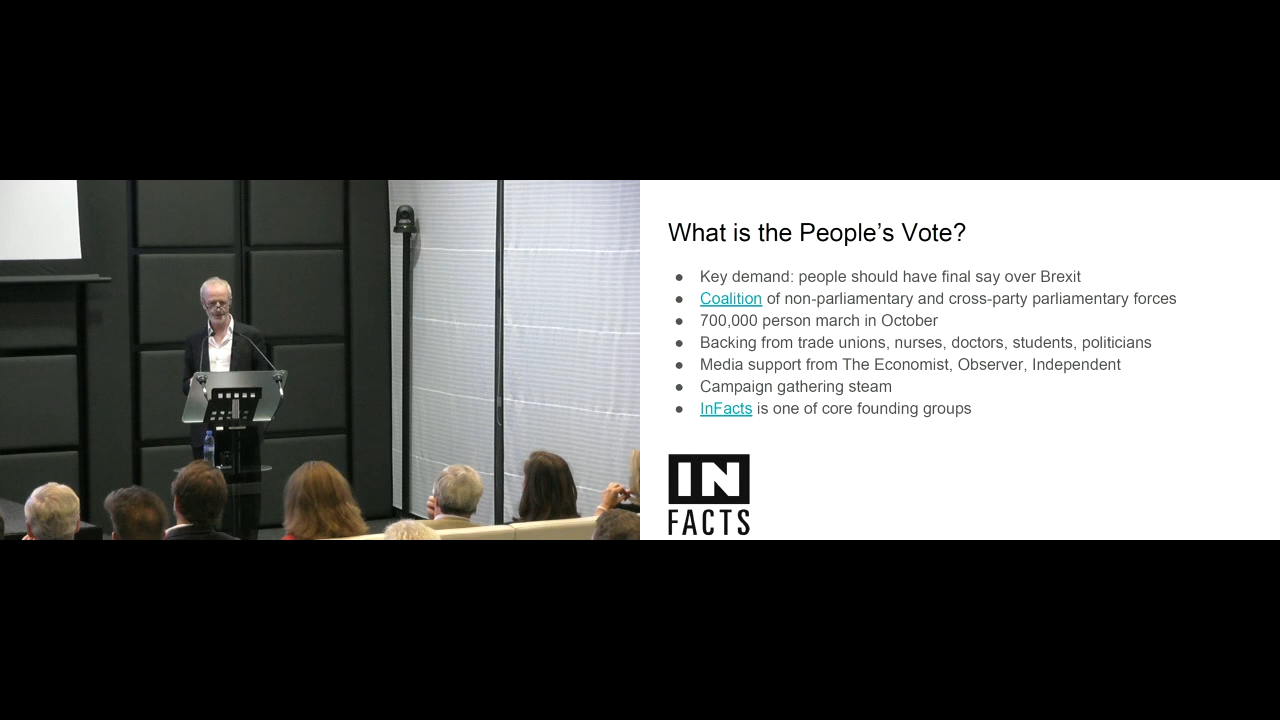 What is the People's Vote?
● Key demand: people should have final say over Brexit
● Coalition of non-parliamentary and cross-party parliamentary forces
● 700,000 person march in October
● Backing from trade unions, nurses, doctors, students, politicians
● Media support from The Economist, Observer, Independent
● Campaign gathering steam
● InFacts is one of core founding groups
IN
FACTS